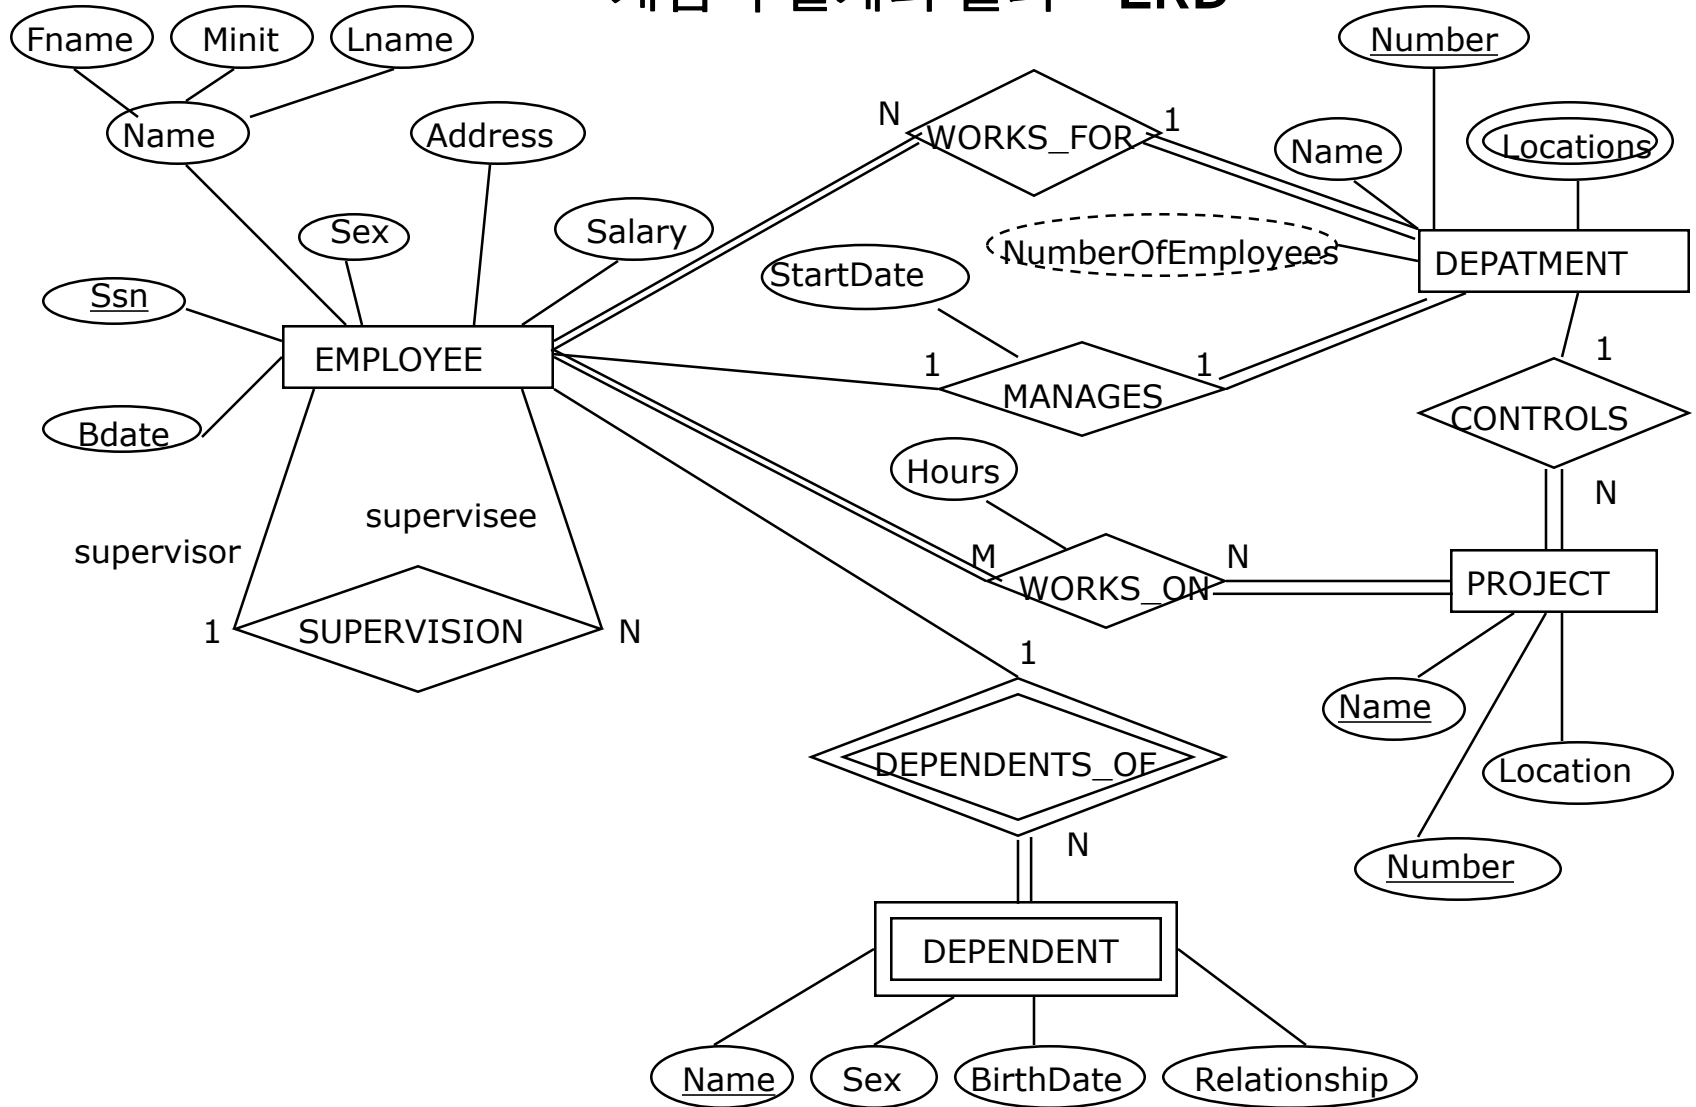 ERD
Fname
Minit
Lname
Number
Name
Address
N
WORKS_FOR
1
Name
Locations
Sex
Salary
NumberOfEmployees
StartDate
DEPATMENT
Ssn
EMPLOYEE
1
MANAGES
1
1
CONTROLS
Bdate
Hours
N
supervisee
supervisor
M
WORKS_ON
N
PROJECT
1
SUPERVISION
N
1
Name
DEPENDENTS_OF
Location
N
Number
DEPENDENT
Name
Sex
BirthDate
Relationship